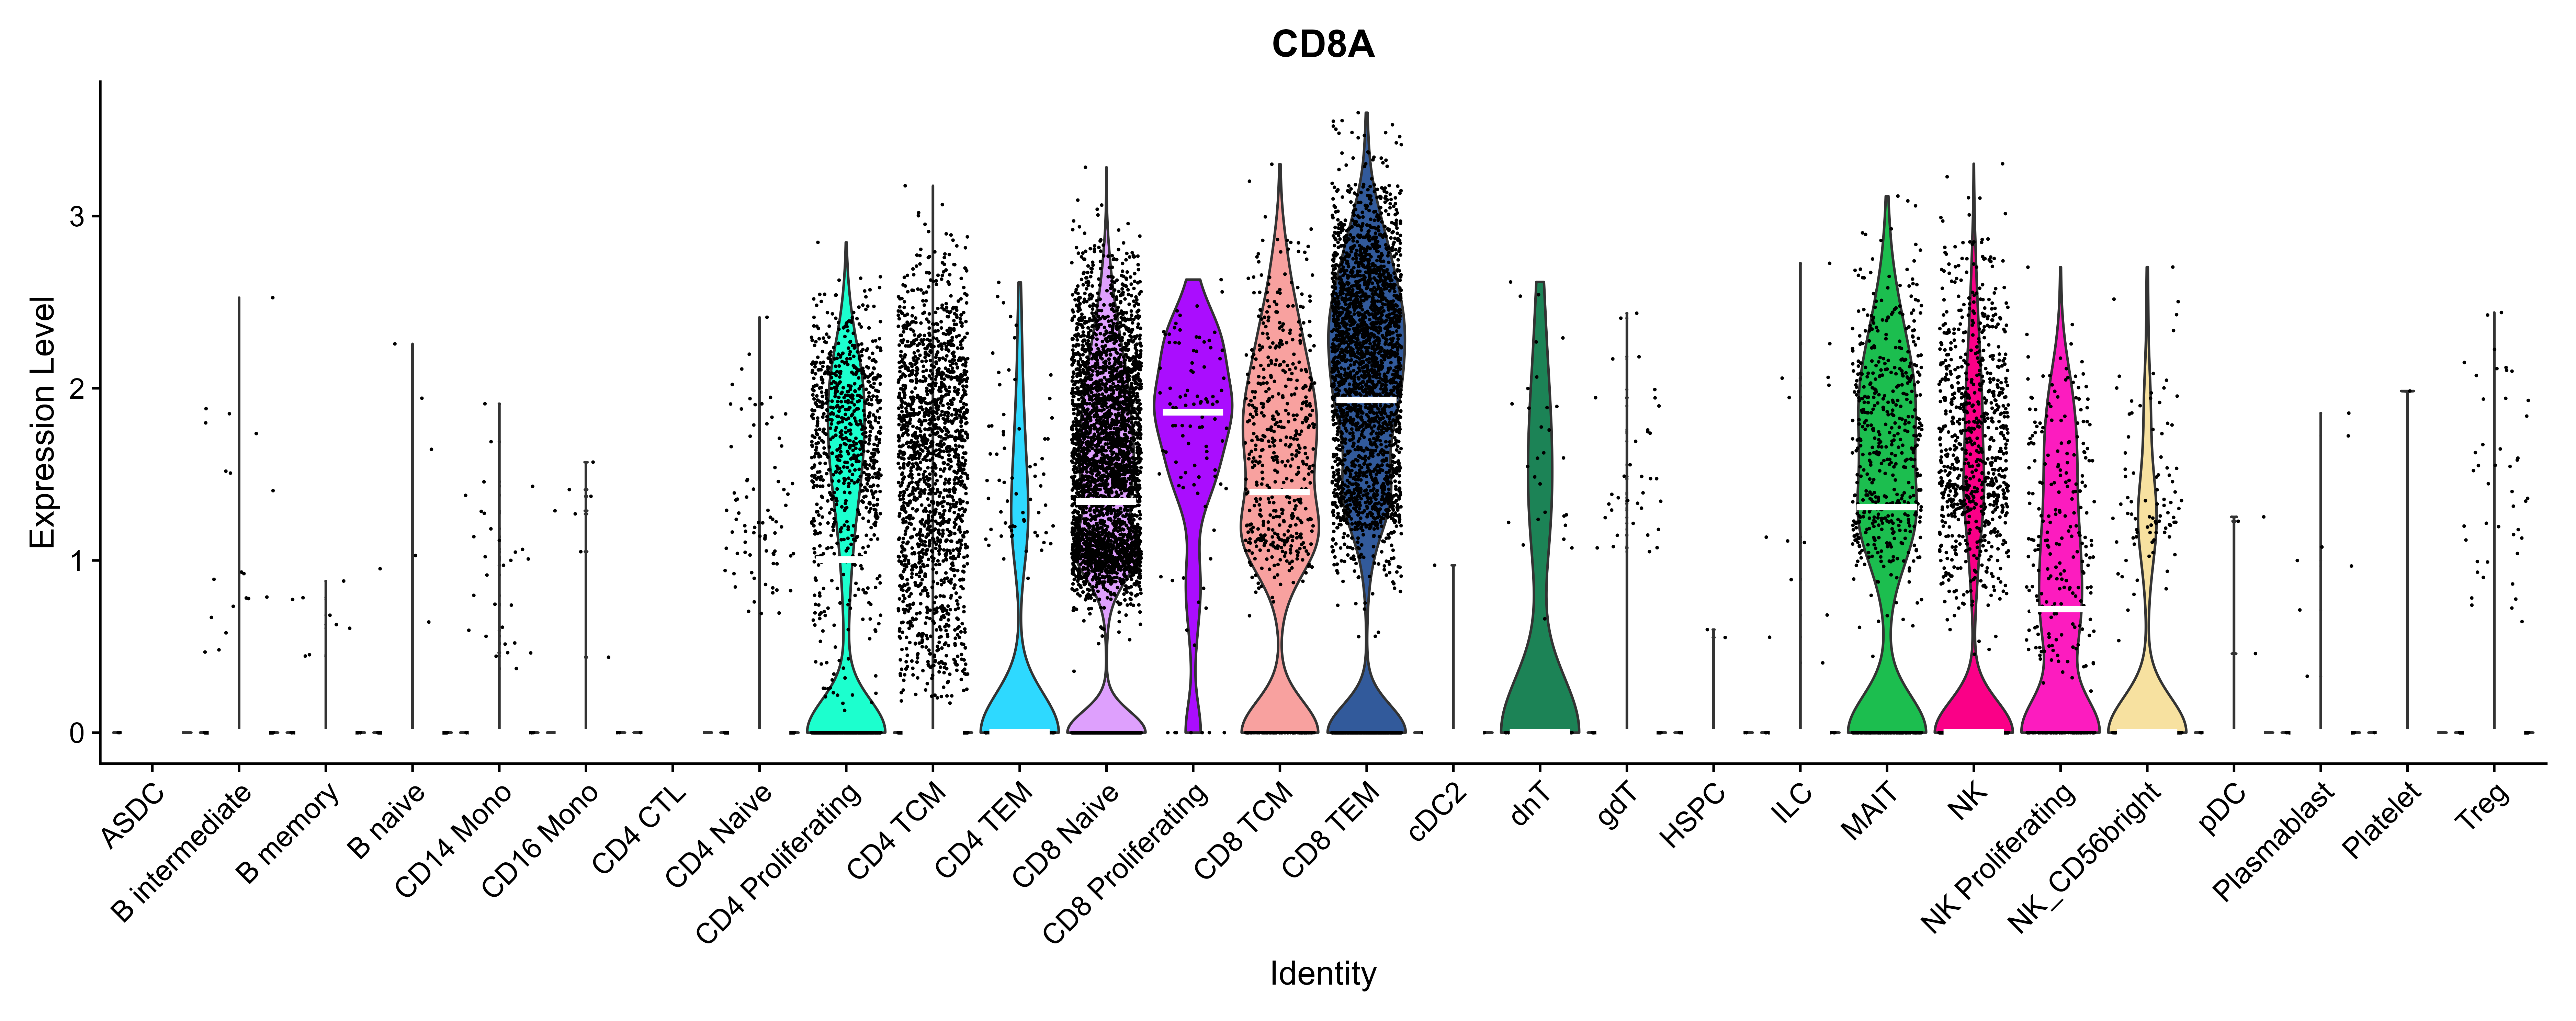 CD8A
Expression Level
3
2
1
0
ASDC
B intermediate
B memory
B naive
CD14 Mono
CD16 Mono
CD4 CTL
CD4 Naive
CD4 Proliferating
CD4 TCM
CD4 TEM
CD8 Naive
CD8 Proliferating
CD8 TCM
CD8 TEM
cDC2
dnT
gdT
HSPC
ILC
MAIT
NK
NK Proliferating
NK_CD56bright
pDC
Plasmablast
Platelet
Treg
Identity